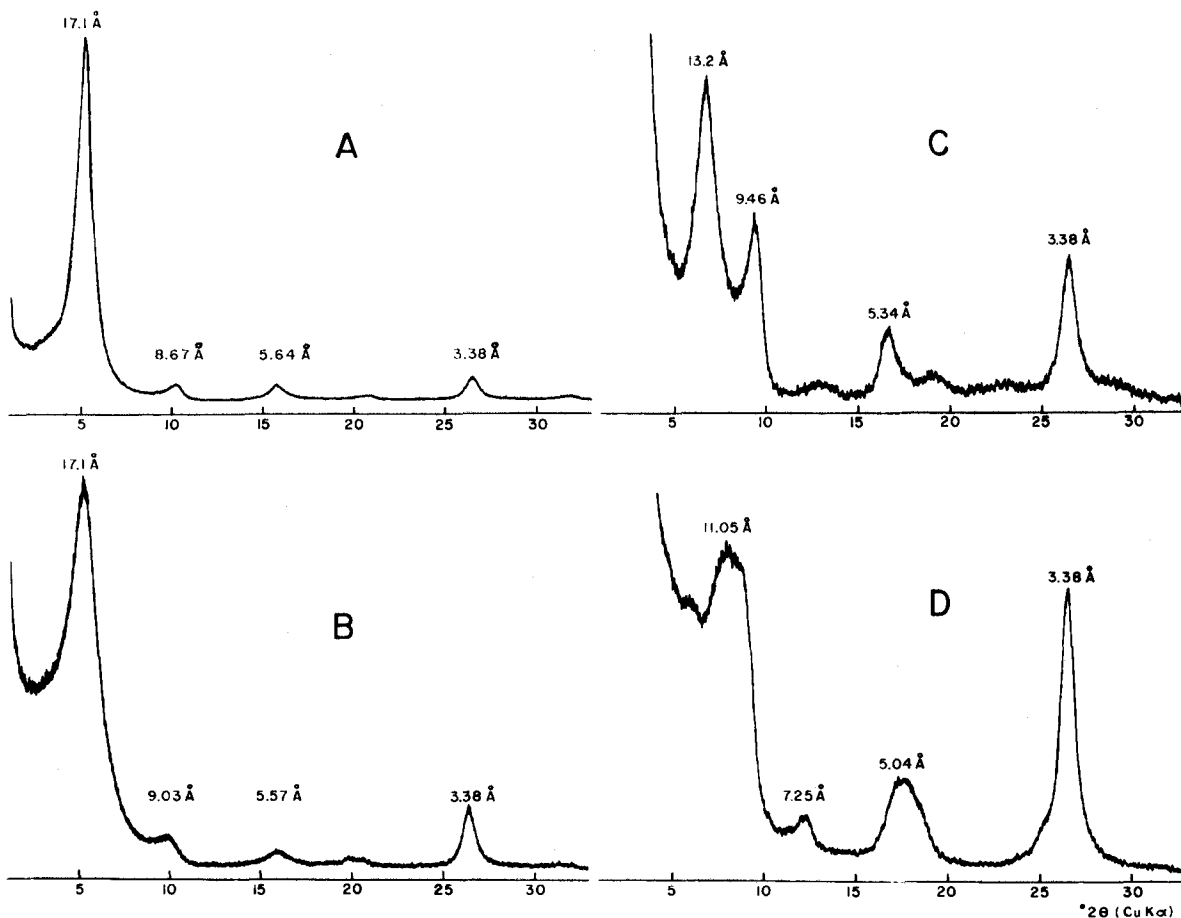 17.1 Å
A
8.67 Å
5.64 Å
3.38 Å
5 10 15 20 25 30
13.2 Å
C
9.46 Å
3.38 Å
5.34 Å
5 10 15 20 25 30
17.1 Å
B
9.03 Å
5.57 Å
3.38 Å
5 10 15 20 25 30
11.05 Å
D
3.38 Å
7.25 Å
5.04 Å
5 10 15 20 25 30
°2θ (Cu Kα)